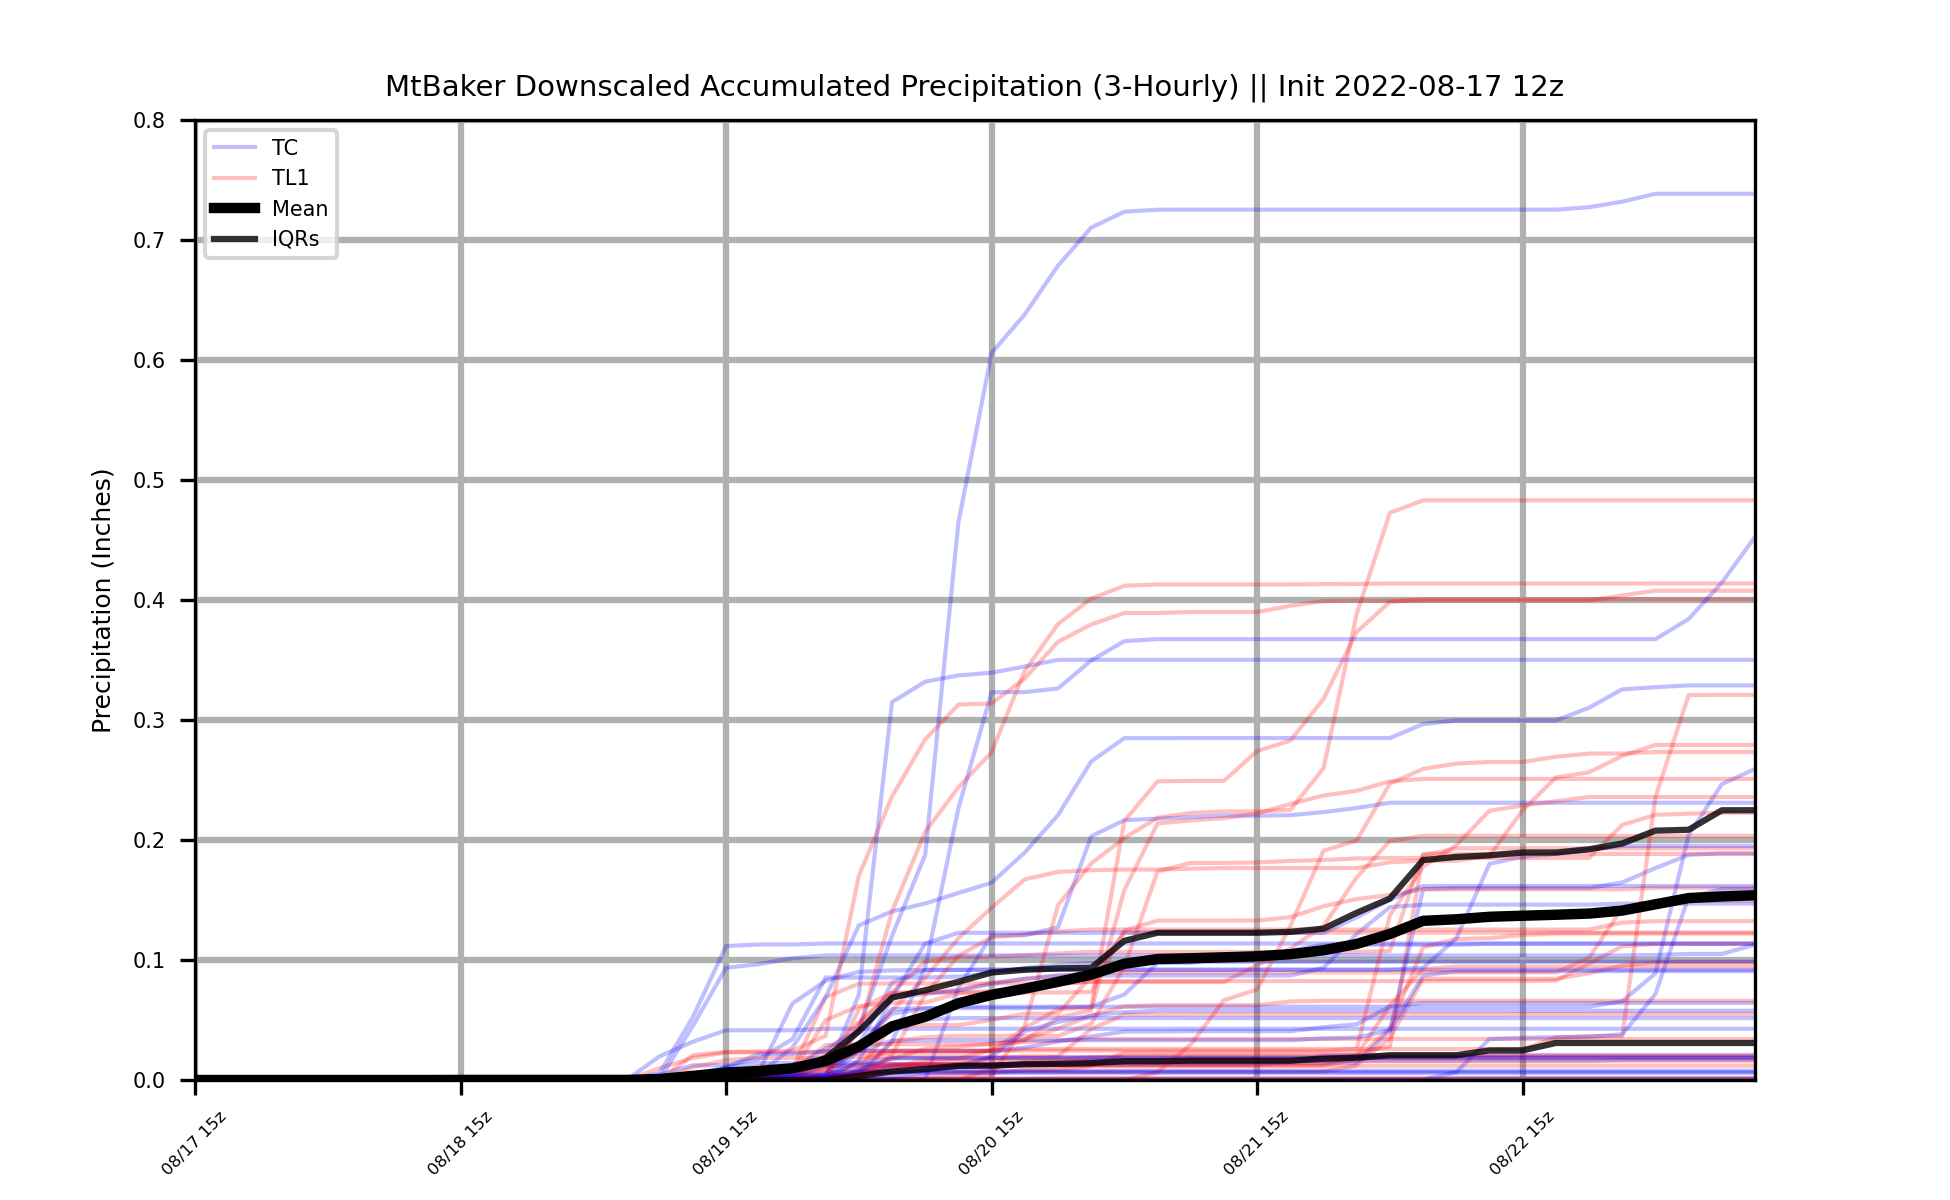 MtBaker Downscaled Accumulated Precipitation (3-Hourly) || Init 2022-08-17 12z
TC
TL1
Mean
IQRs
Precipitation (Inches)
0.8
0.7
0.6
0.5
0.4
0.3
0.2
0.1
0.0
08/17 15z
08/18 15z
08/19 15z
08/20 15z
08/21 15z
08/22 15z